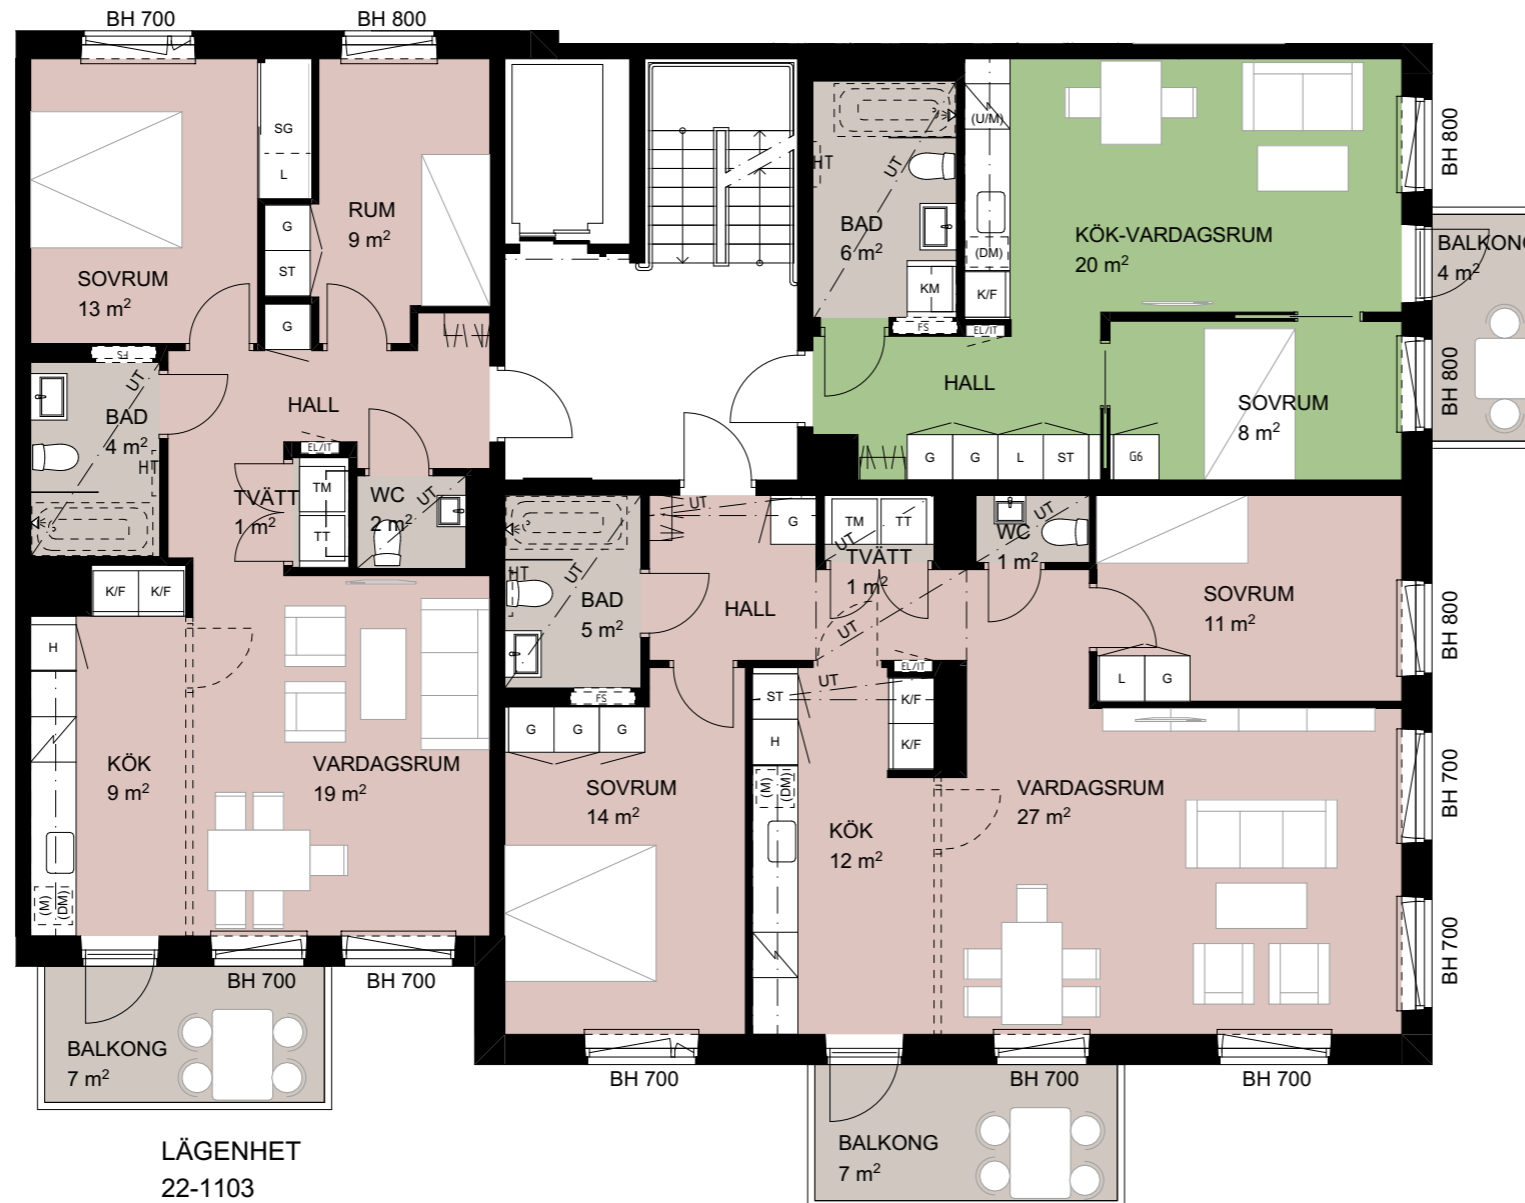 BH 700
BH 800
SG
L
G
ST
G
RUM
9 m²
SOVRUM
13 m²
FS
UT
BAD
4 m²
HT
HALL
EL/IT
TVÄTT
1 m²
TM
TT
WC
2 m²
UT
K/F
K/F
H
KÖK
9 m²
VARDAGSRUM
19 m²
(M)
(DM)
BH 700
BH 700
BALKONG
7 m²
LÄGENHET
22-1103
HT
UT
BAD
6 m²
KM
FS
(U/M)
(DM)
K/F
EL/IT
KÖK-VARDAGSRUM
20 m²
BH 800
BALKONG
4 m²
HALL
SOVRUM
8 m²
BH 800
G
G
L
ST
G6
UT
G
TM
TT
UT
TVÄTT
1 m²
UT
WC
1 m²
SOVRUM
11 m²
BH 800
L
G
HT
UT
BAD
5 m²
FS
HALL
UT
EL/IT
UT
ST
H
K/F
K/F
G
G
G
SOVRUM
14 m²
(M)
(DM)
KÖK
12 m²
VARDAGSRUM
27 m²
BH 700
BH 700
BH 700
BH 700
BH 700
BALKONG
7 m²